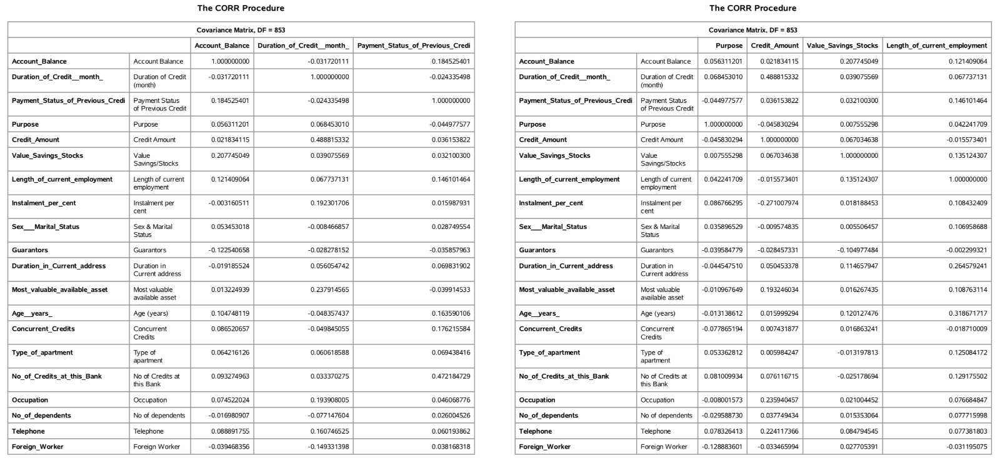 The CORR Procedure
Covariance Matrix, DF = 853
Account_Balance Duration_of_Credit__month_ Payment_Status_of_Previous_Credi
Account_Balance Account Balance 1.000000000 -0.031720111 0.184525401
Duration_of_Credit__month_ Duration of Credit -0.031720111 1.000000000 -0.024335498
(month)
Payment_Status_of_Previous_Credi Payment Status 0.184525401 -0.024335498 1.000000000
of Previous Credit
Purpose Purpose 0.056311201 0.068453010 -0.044977577
Credit_Amount Credit Amount 0.021834115 0.488815332 0.036153822
Value_Savings_Stocks Value 0.207745049 0.039075569 0.032100300
Savings/Stocks
Length_of_current_employment Length of current 0.121409064 0.067737131 0.146101464
employment
Instalment_per_cent Instalment per -0.003160511 0.192301706 0.015987931
cent
Sex___Marital_Status Sex & Marital 0.053453018 -0.008466857 0.028749554
Status
Guarantors Guarantors -0.122540658 -0.028278152 -0.035857963
Duration_in_Current_address Duration in -0.019185524 0.056054742 0.069831902
Current address
Most_valuable_available_asset Most valuable 0.013224939 0.237914565 -0.039914533
available asset
Age__years_ Age (years) 0.104748119 -0.048357437 0.163590106
Concurrent_Credits Concurrent 0.086520657 -0.049845055 0.176215584
Credits
Type_of_apartment Type of 0.064216126 0.060618588 0.069438416
apartment
No_of_Credits_at_this_Bank No of Credits at 0.093274963 0.033370275 0.472184729
this Bank
Occupation Occupation 0.074522024 0.193908005 0.046068776
No_of_dependents No of dependents -0.016980907 -0.077147604 0.026004526
Telephone Telephone 0.088891755 0.160746525 0.060193862
Foreign_Worker Foreign Worker -0.039468356 -0.149331398 0.038168318
The CORR Procedure
Covariance Matrix, DF = 853
Purpose Credit_Amount Value_Savings_Stocks Length_of_current_employment
Account_Balance Account Balance 0.056311201 0.021834115 0.207745049 0.121409064
Duration_of_Credit__month_ Duration of Credit 0.068453010 0.488815332 0.039075569 0.067737131
(month)
Payment_Status_of_Previous_Credi Payment Status -0.044977577 0.036153822 0.032100300 0.146101464
of Previous Credit
Purpose Purpose 1.000000000 -0.045830294 0.007555298 0.042241709
Credit_Amount Credit Amount -0.045830294 1.000000000 0.067034638 -0.015573401
Value_Savings_Stocks Value 0.007555298 0.067034638 1.000000000 0.135124307
Savings/Stocks
Length_of_current_employment Length of current 0.042241709 -0.015573401 0.135124307 1.000000000
employment
Instalment_per_cent Instalment per 0.086766295 -0.271007974 0.018188453 0.108432409
cent
Sex___Marital_Status Sex & Marital 0.035896529 -0.009574835 0.005506457 0.106958688
Status
Guarantors Guarantors -0.039584779 -0.028457331 -0.104977484 -0.002299321
Duration_in_Current_address Duration in -0.044547510 0.050453378 0.114657947 0.264579241
Current address
Most_valuable_available_asset Most valuable -0.010967649 0.193246034 0.016267435 0.108763114
available asset
Age__years_ Age (years) -0.013138612 0.015999294 0.120127476 0.318671717
Concurrent_Credits Concurrent -0.077865194 0.007431877 0.016863241 -0.018710009
Credits
Type_of_apartment Type of 0.053362812 0.005984247 -0.013197813 0.125084172
apartment
No_of_Credits_at_this_Bank No of Credits at 0.081009934 0.076116715 -0.025178694 0.129175502
this Bank
Occupation Occupation -0.008001573 0.235940457 0.021004452 0.076684847
No_of_dependents No of dependents -0.029588730 0.037749434 0.015353064 0.077715998
Telephone Telephone 0.078326413 0.224117366 0.084794545 0.077381803
Foreign_Worker Foreign Worker -0.128883601 -0.033465994 0.027705391 -0.031195075